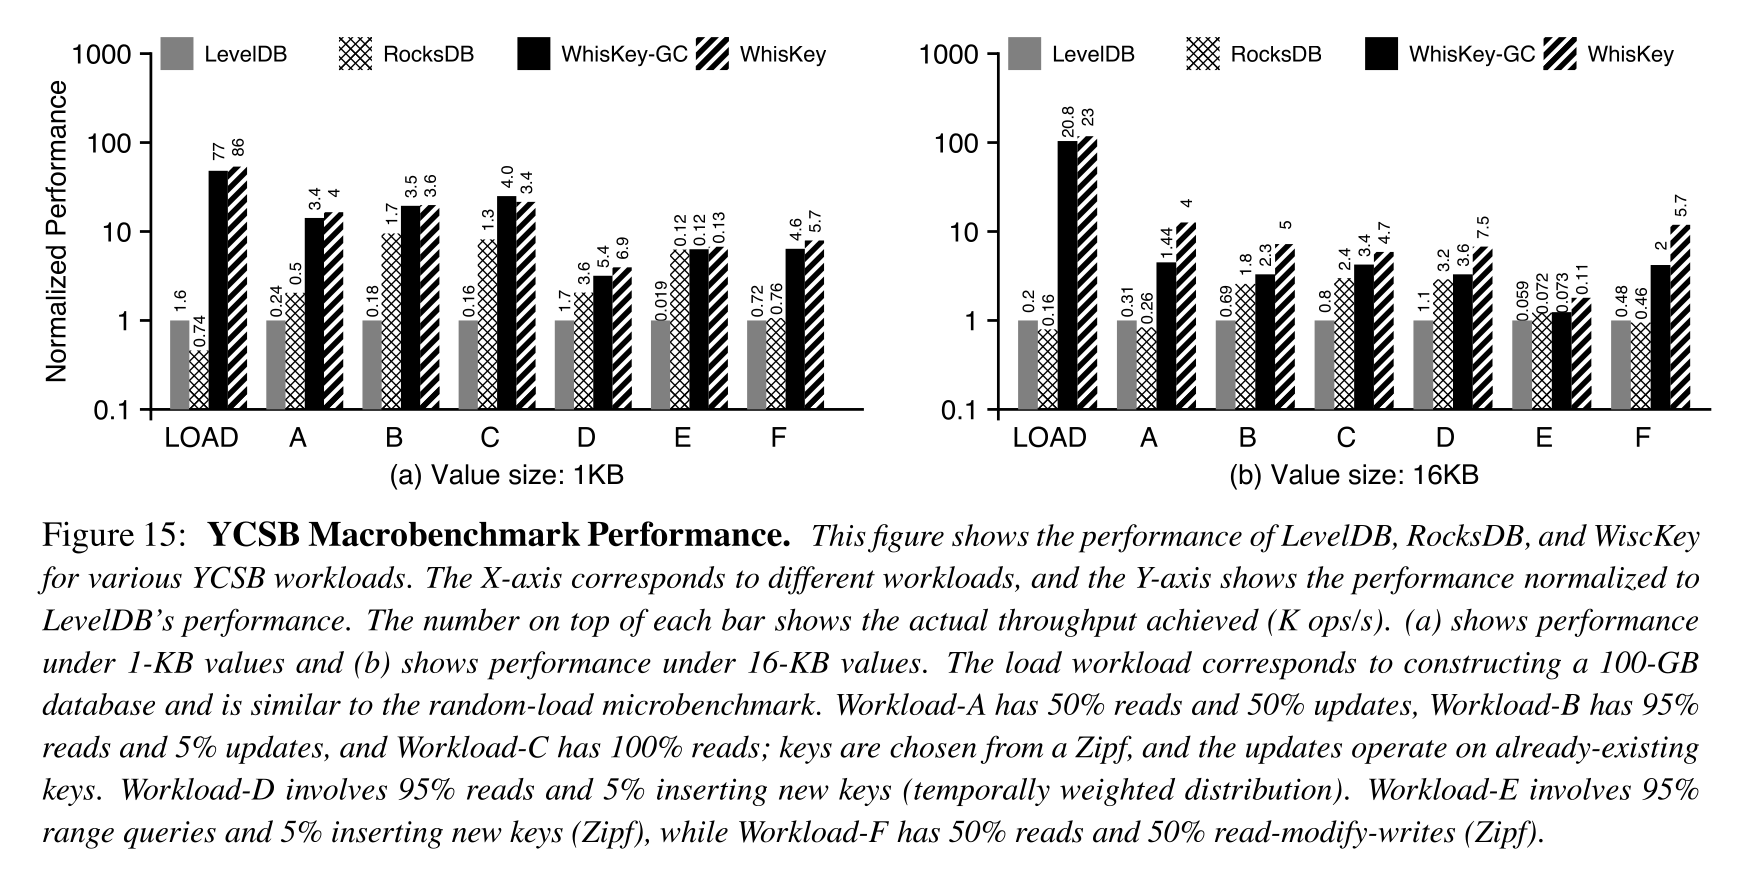 1000 LevelDB RocksDB WhisKey-GC WhisKey
100
10
1
0.1
Normalized Performance
1.6 0.74 77 86
0.24 0.5 3.4 4
0.18 1.7 3.5 3.6
0.16 1.3 4.0 3.4
1.7 3.6 5.4 6.9
0.019 0.12 0.12 0.13
0.72 0.76 4.6 5.7
LOAD A B C D E F
(a) Value size: 1KB
1000 LevelDB RocksDB WhisKey-GC WhisKey
100
10
1
0.1
0.2 0.16 20.8 23
0.31 0.26 1.44 4
0.69 1.8 2.3 5
0.8 2.4 3.4 4.7
1.1 3.2 3.6 7.5
0.059 0.072 0.073 0.11
0.48 0.46 2 5.7
LOAD A B C D E F
(b) Value size: 16KB
Figure 15: YCSB Macrobenchmark Performance. This figure shows the performance of LevelDB, RocksDB, and WiscKey
for various YCSB workloads. The X-axis corresponds to different workloads, and the Y-axis shows the performance normalized to
LevelDB's performance. The number on top of each bar shows the actual throughput achieved (K ops/s). (a) shows performance
under 1-KB values and (b) shows performance under 16-KB values. The load workload corresponds to constructing a 100-GB
database and is similar to the random-load microbenchmark. Workload-A has 50% reads and 50% updates, Workload-B has 95%
reads and 5% updates, and Workload-C has 100% reads; keys are chosen from a Zipf, and the updates operate on already-existing
keys. Workload-D involves 95% reads and 5% inserting new keys (temporally weighted distribution). Workload-E involves 95%
range queries and 5% inserting new keys (Zipf), while Workload-F has 50% reads and 50% read-modify-writes (Zipf).